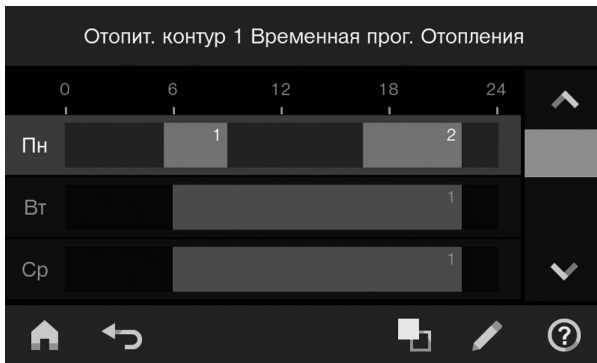 Отопит. контур 1 Временная прог. Отопления
0 6 12 18 24
Пн 1 2
Вт 1
Ср 1
?